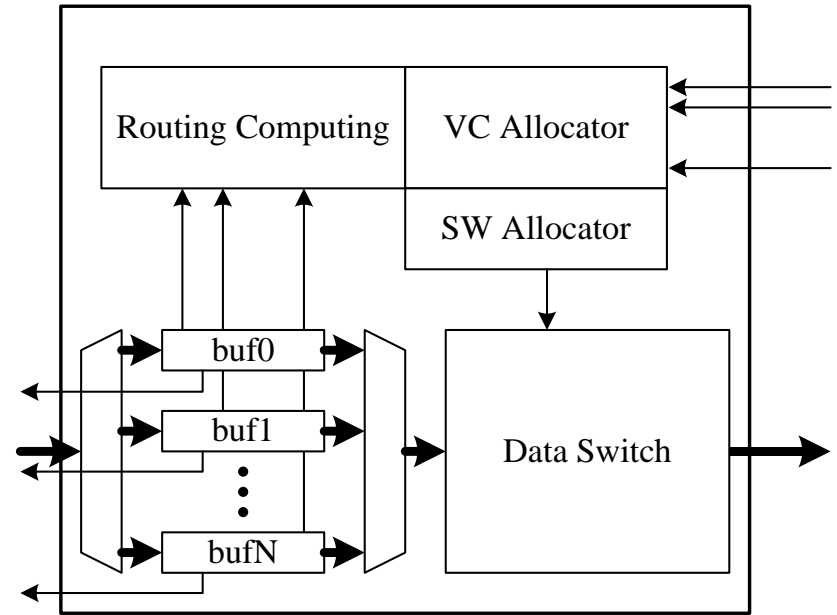 Routing Computing
VC Allocator
SW Allocator
buf0
buf1
bufN
Data Switch